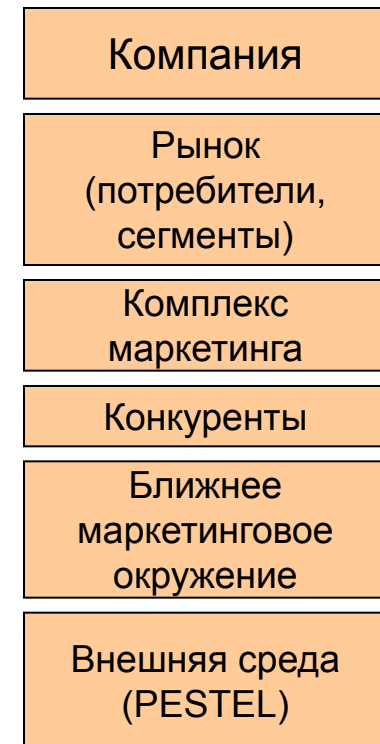 Компания
Рынок
(потребители,
сегменты)
Комплекс
маркетинга
Конкуренты
Ближнее
маркетинговое
окружение
Внешняя среда
(PESTEL)